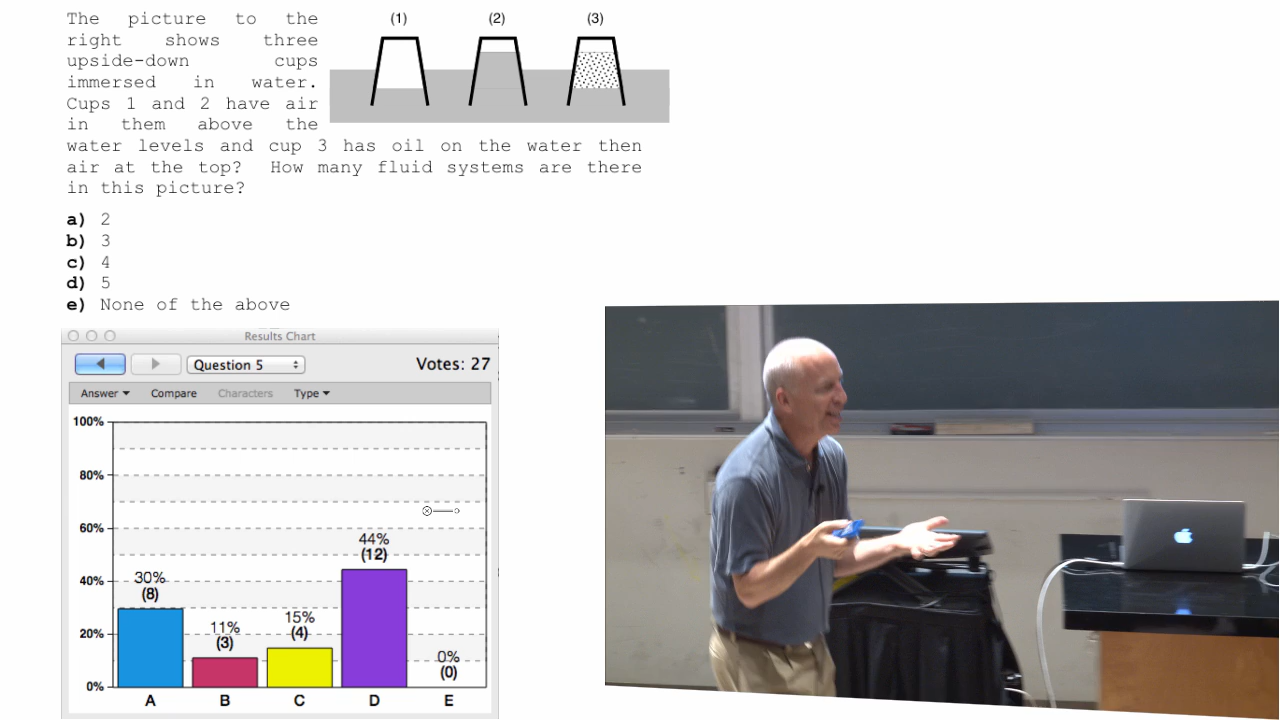 The picture to the
right shows three
upside-down cups
immersed in water.
Cups 1 and 2 have air
in them above the
water levels and cup 3 has oil on the water then
air at the top? How many fluid systems are there
in this picture?
(1) (2) (3)
a) 2
b) 3
c) 4
d) 5
e) None of the above
Results Chart
Question 5
Votes: 27
Answer Compare Characters Type
100%
80%
60%
40%
20%
0%
30%
(8)
11%
(3)
15%
(4)
44%
(12)
0%
(0)
A B C D E